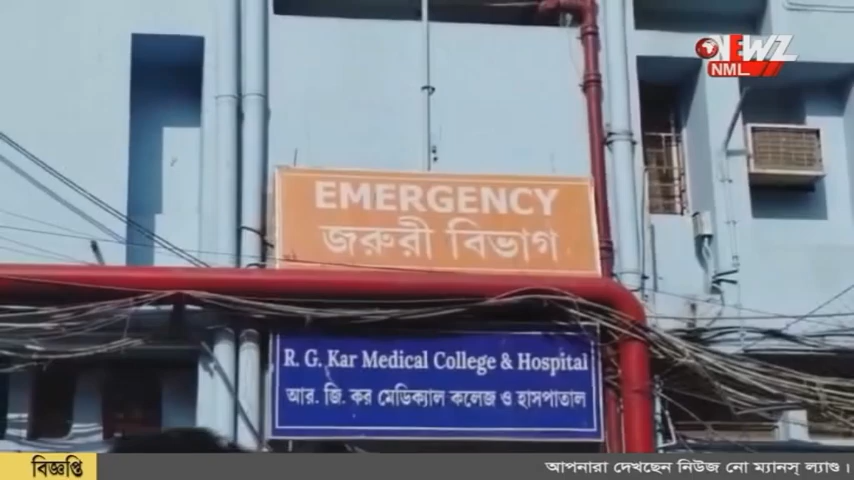 NEWZ
NML
EMERGENCY
জরুরী বিভাগ
R. G. Kar Medical College & Hospital
আর. জি. কর মেডিক্যাল কলেজ ও হাসপাতাল
বিজ্ঞপ্তি
আপনারা দেখছেন নিউজ নো ম্যানস্ ল্যাণ্ড।